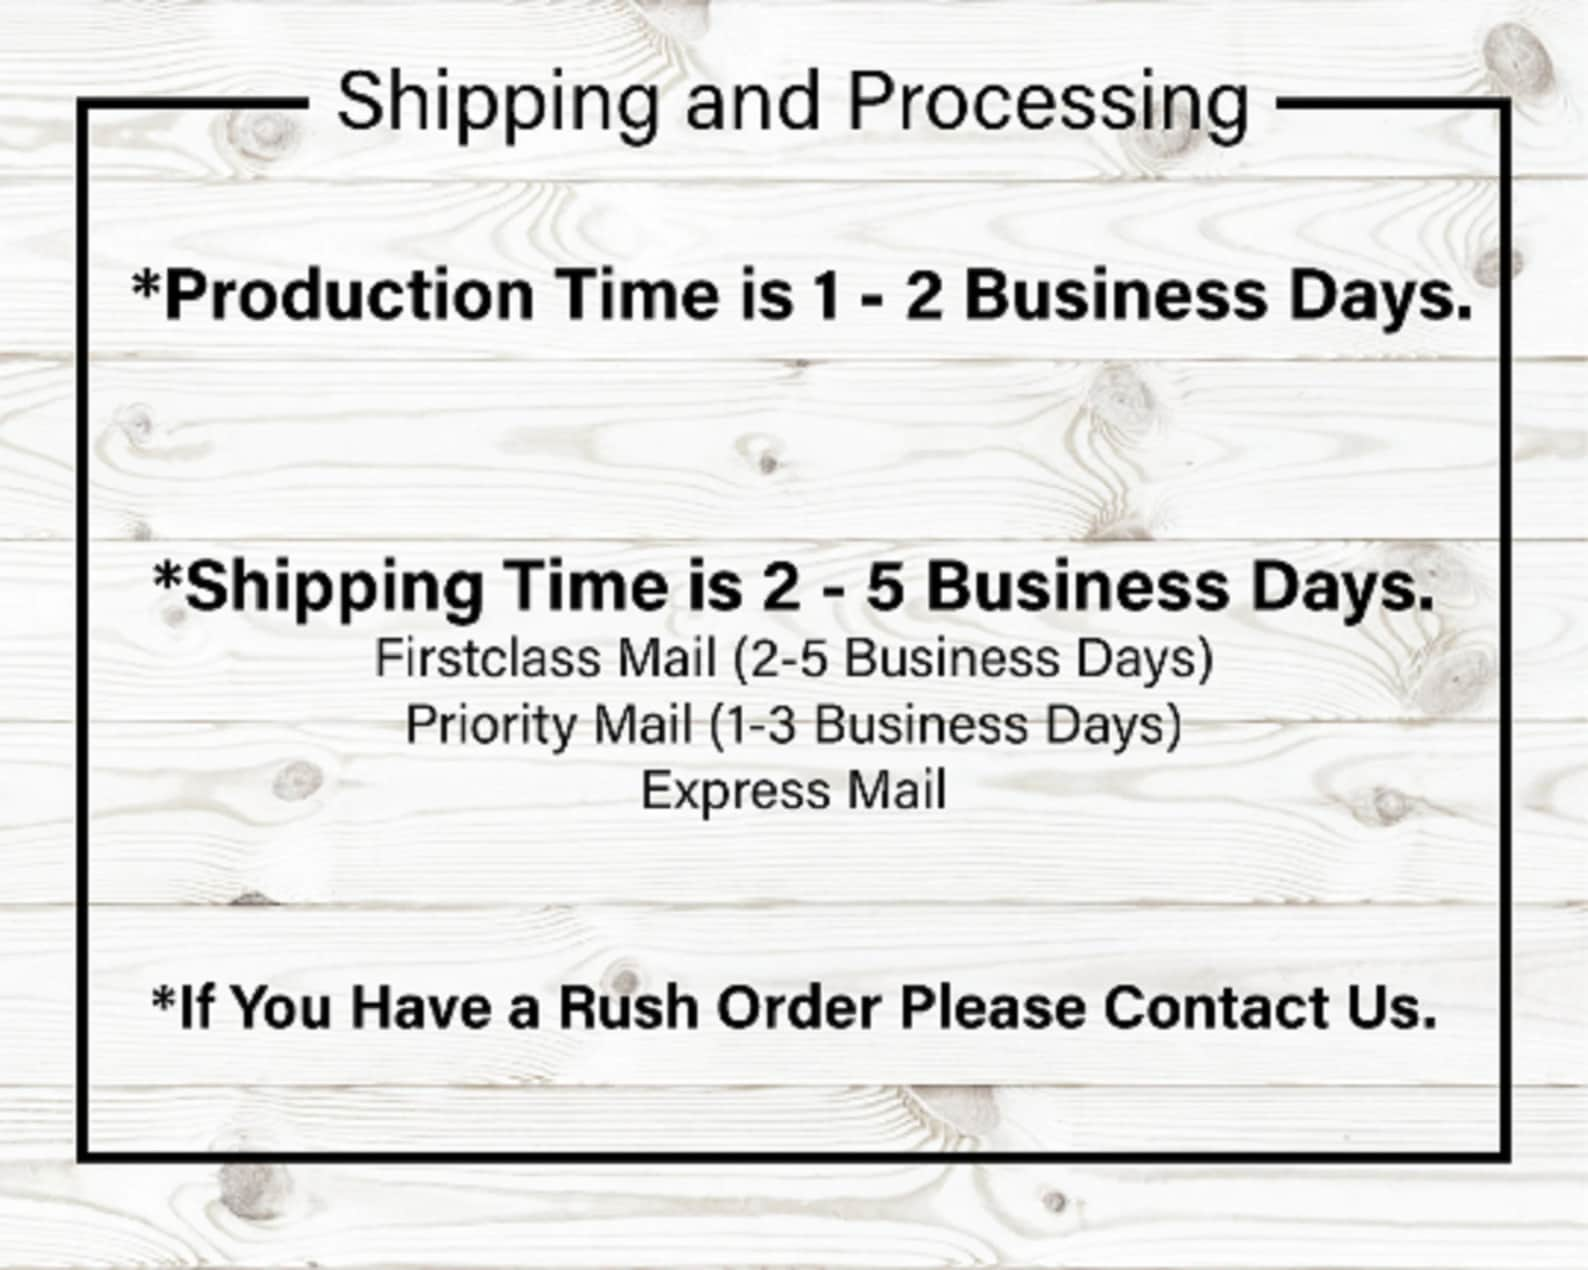 Shipping and Processing
*Production Time is 1 - 2 Business Days.
*Shipping Time is 2 - 5 Business Days.
Firstclass Mail (2-5 Business Days)
Priority Mail (1-3 Business Days)
Express Mail
*If You Have a Rush Order Please Contact Us.